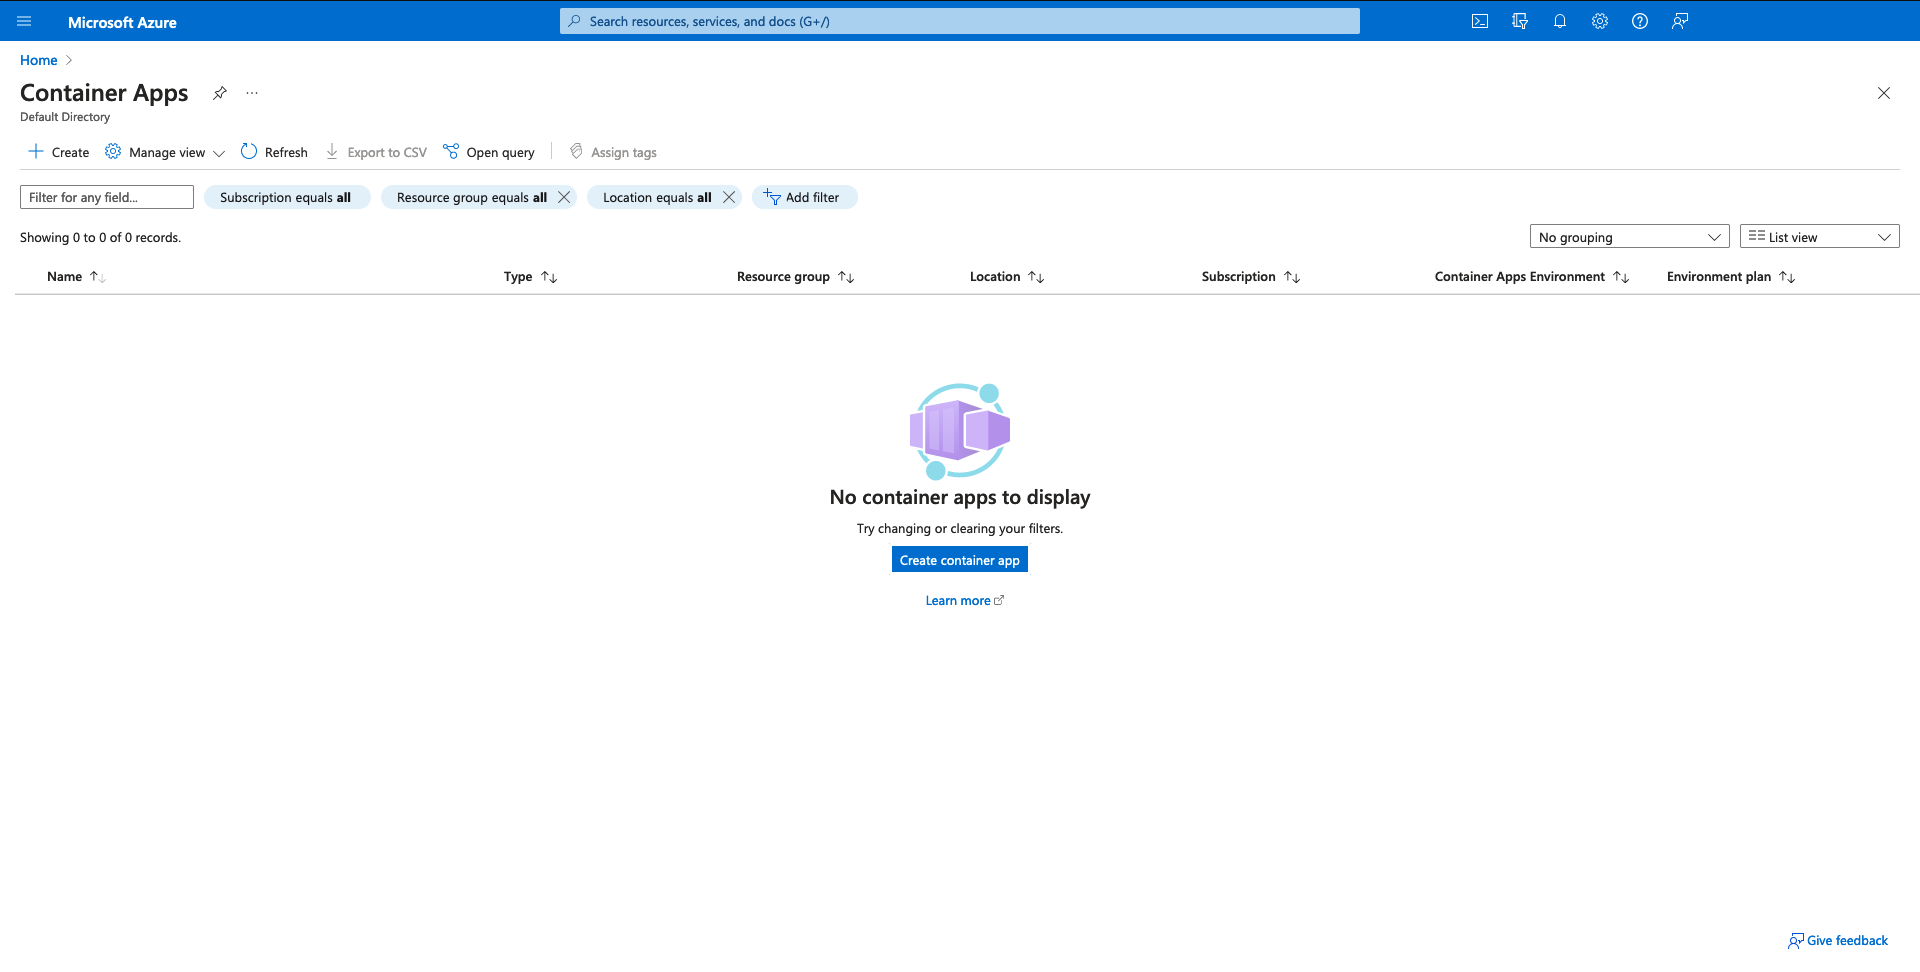 Microsoft Azure
Search resources, services, and docs (G+/)
Home
Container Apps
Default Directory
Create Manage view Refresh Export to CSV Open query Assign tags
Filter for any field... Subscription equals all Resource group equals all Location equals all Add filter
Showing 0 to 0 of 0 records. No grouping List view
Name Type Resource group Location Subscription Container Apps Environment Environment plan
No container apps to display
Try changing or clearing your filters.
Create container app
Learn more
Give feedback